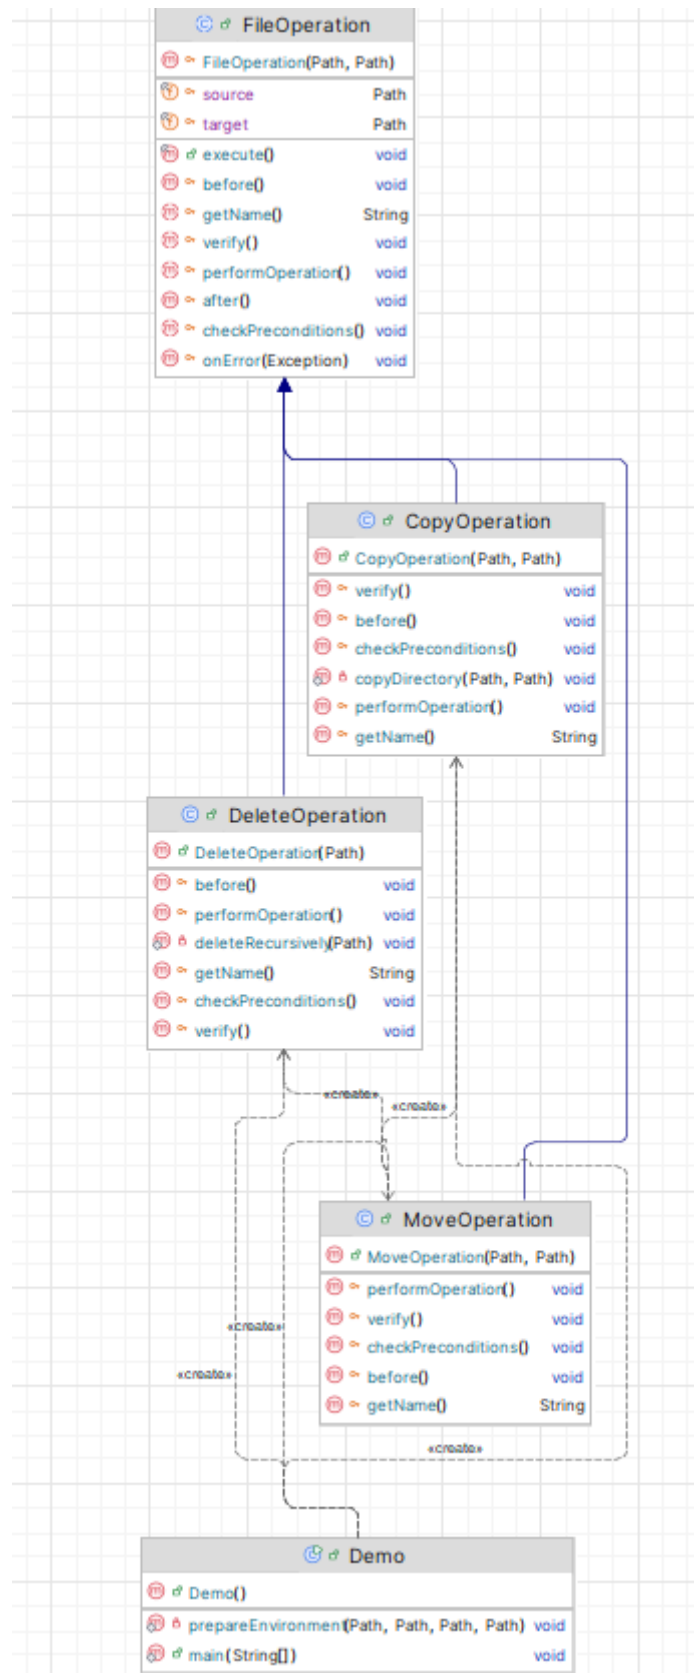 FileOperation
FileOperation(Path, Path)
source Path
target Path
execute() void
before() void
getName() String
verify() void
performOperation() void
after() void
checkPreconditions() void
onError(Exception) void
CopyOperation
CopyOperation(Path, Path)
verify() void
before() void
checkPreconditions() void
copyDirectory(Path, Path) void
performOperation() void
getName() String
DeleteOperation
DeleteOperation(Path)
before() void
performOperation() void
deleteRecursively(Path) void
getName() String
checkPreconditions() void
verify() void
«create»
«create»
MoveOperation
MoveOperation(Path, Path)
performOperation() void
verify() void
checkPreconditions() void
before() void
getName() String
«create»
«create»
«create»
Demo
Demo()
prepareEnvironment(Path, Path, Path, Path) void
main(String[]) void